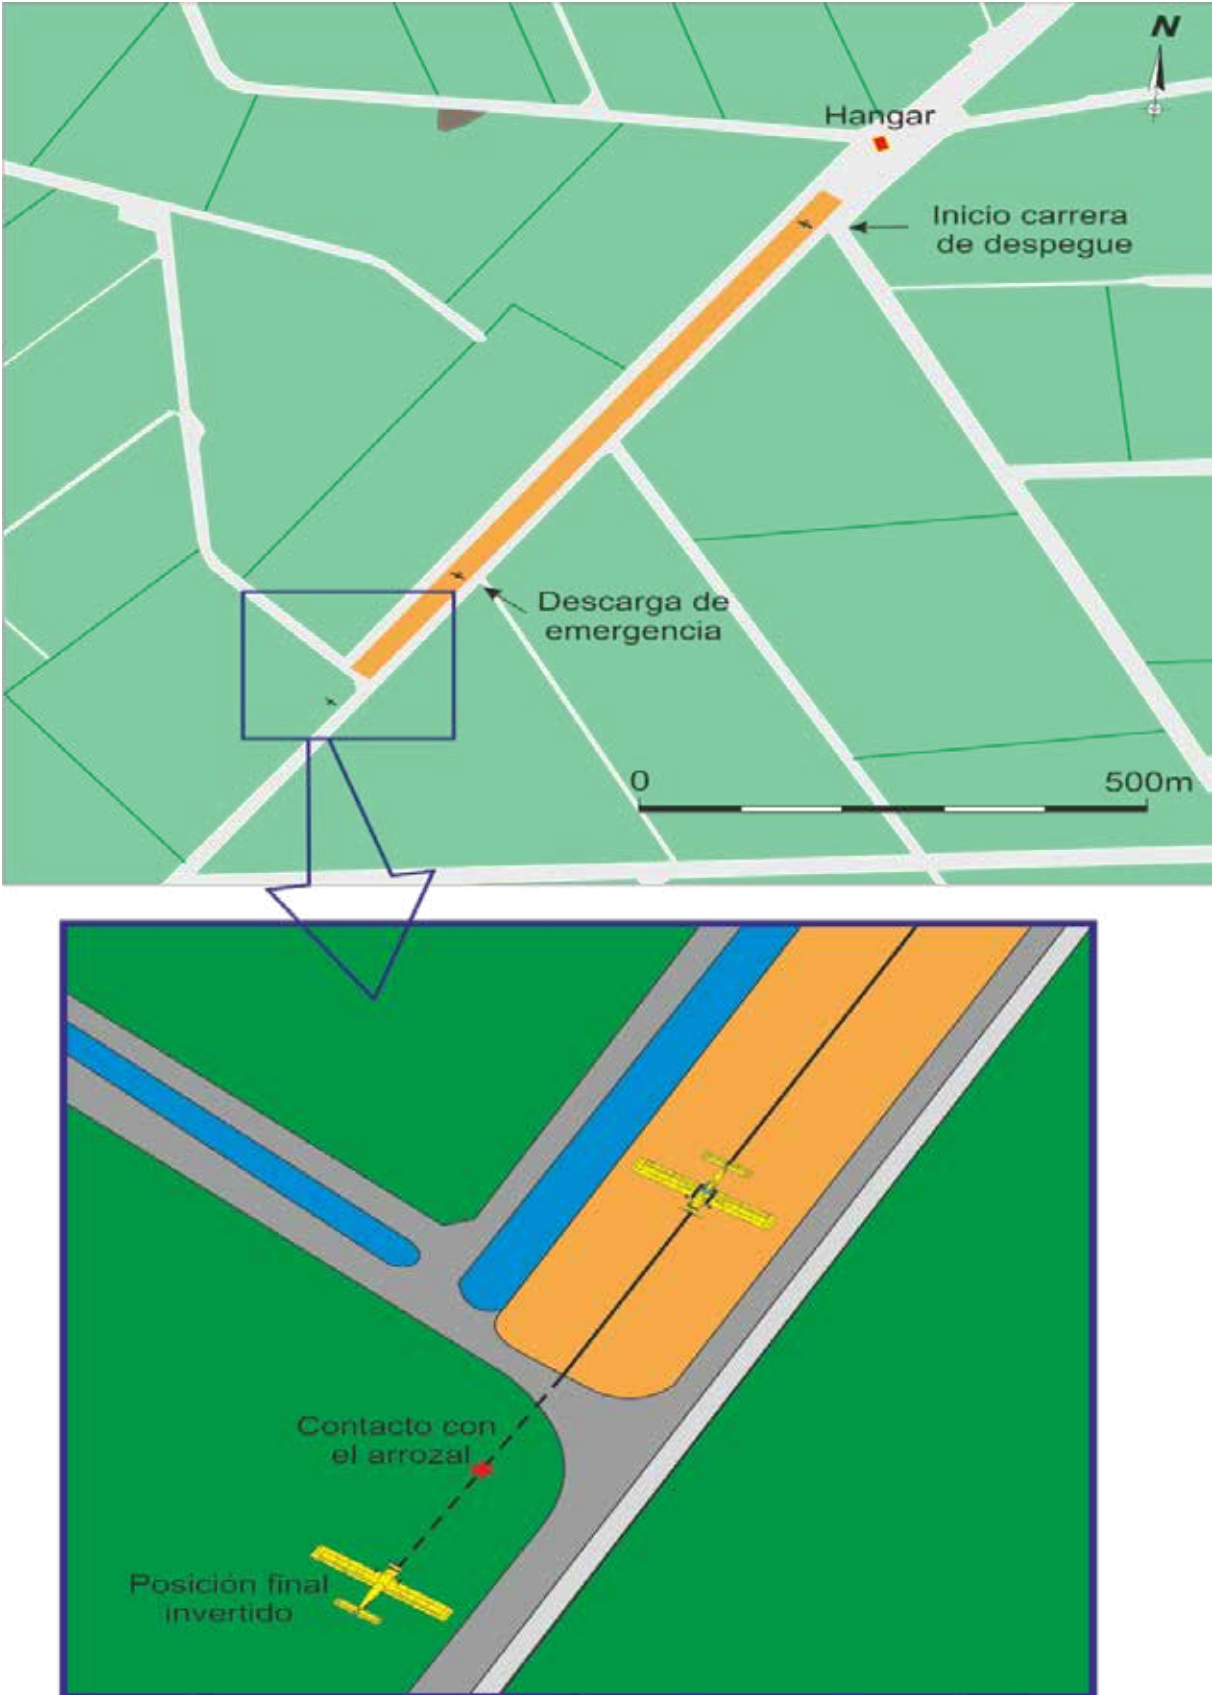 N
Hangar
Inicio carrera
de despegue
Descarga de
emergencia
0
500m
Contacto con
el arrozal
Posición final
invertido